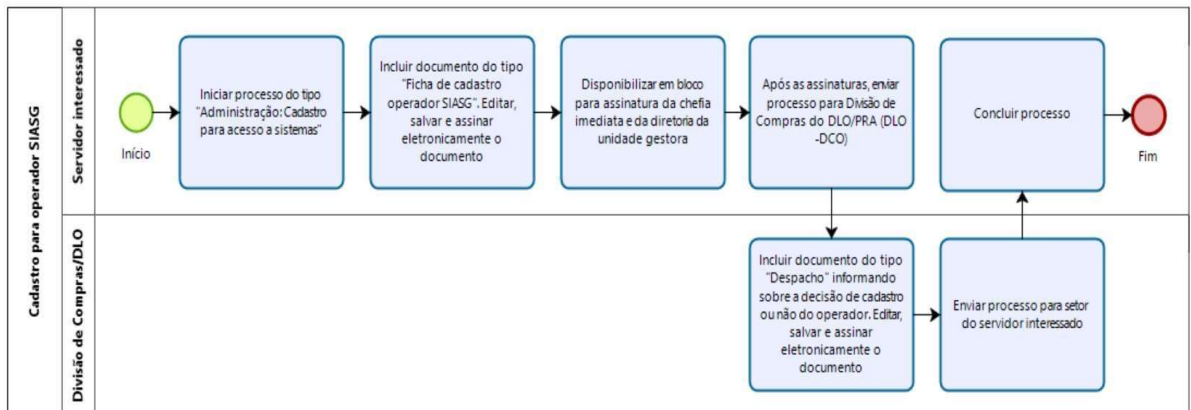 Cadastro para operador SIASG
Servidor interessado
Início
Iniciar processo do tipo
"Administração: Cadastro
para acesso a sistemas"
Incluir documento do tipo
"Ficha de cadastro
operador SIASG". Editar,
salvar e assinar
eletronicamente o
documento
Disponibilizar em bloco
para assinatura da chefia
imediata e da diretoria da
unidade gestora
Após as assinaturas, enviar
processo para Divisão de
Compras do DLO/PRA (DLO
-DCO)
Concluir processo
Fim
Divisão de Compras/DLO
Incluir documento do tipo
"Despacho" informando
sobre a decisão de cadastro
ou não do operador. Editar,
salvar e assinar
eletronicamente o
documento
Enviar processo para setor
do servidor interessado